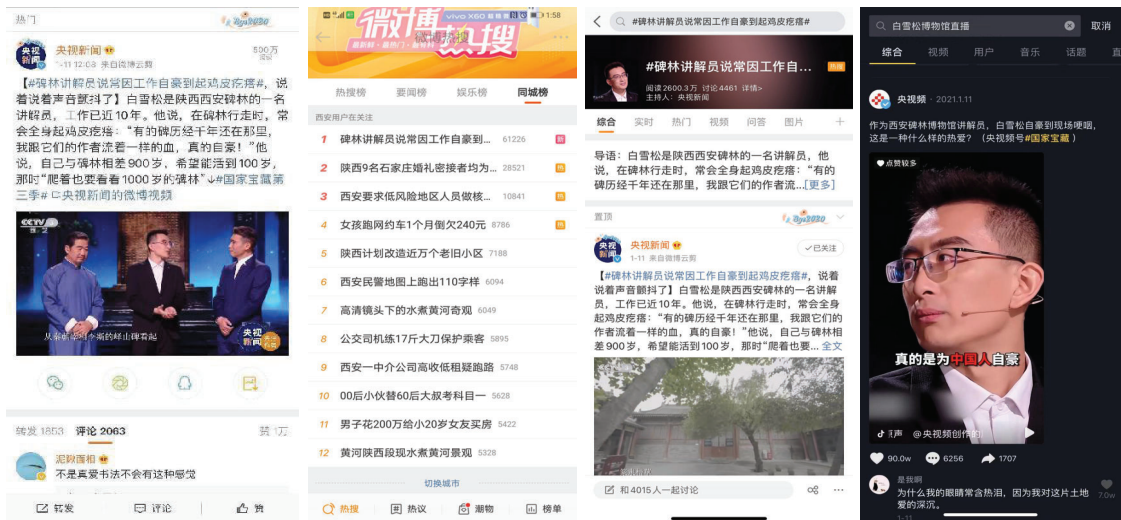 热门
央视新闻
1-11 12:03 来自微博云剪
500万
【#碑林讲解员说常因工作自豪到起鸡皮疙瘩#，说
着说着声音颤抖了】白雪松是陕西西安碑林的一名
讲解员，工作已近10年。他说，在碑林行走时，常
会全身起鸡皮疙瘩：“有的碑历经千年还在那里，
我跟它们的作者流着一样的血，真的自豪！”他
说，自己与碑林相差900岁，希望能活到100岁，
那时“爬着也要看看1000岁的碑林”↓#国家宝藏第
三季# 央视新闻的微博视频
CCTV
央视
新闻
转发 1853 评论 2063 赞 1万
不是真爱书法不会有这种感觉
转发 评论 赞
1:58
微博热搜
vivo X60
热搜榜 要闻榜 娱乐榜 同城榜
西安用户在关注
1 碑林讲解员说常因工作自豪到... 61226
2 陕西9名石家庄婚礼密接者均为... 28521 热
3 西安要求低风险地区人员做核... 10841 热
4 女孩跑网约车1个月倒欠240元 8786 热
5 陕西计划改造近万个老旧小区 7188
6 西安民警地图上跑出110字样 6094
7 高清镜头下的水煮黄河奇观 6049
8 公交司机练17斤大刀保护乘客 5895
9 西安一中介公司高收低租疑跑路 5748
10 00后小伙替60后大叔考科目一 5628
11 男子花200万给小20岁女友买房 5422
12 黄河陕西段现水煮黄河景观 5328
切换城市
热搜 热议 潮物 榜单
#碑林讲解员说常因工作自豪到起鸡皮疙瘩#
#碑林讲解员说常因工作自... 热搜
阅读2600.3万 讨论4461 详情>
主持人：央视新闻
综合 实时 热门 视频 问答 图片
导语：白雪松是陕西西安碑林的一名讲解员，他
说，在碑林行走时，常会全身起鸡皮疙瘩：“有的
碑历经千年还在那里，我跟它们的作者流...[更多]
置顶
央视新闻
1-11 来自微博云剪
已关注
【#碑林讲解员说常因工作自豪到起鸡皮疙瘩#，说着
说着声音颤抖了】白雪松是陕西西安碑林的一名讲解
员，工作已近10年。他说，在碑林行走时，常会全身
起鸡皮疙瘩：“有的碑历经千年还在那里，我跟它们的
作者流着一样的血，真的自豪！”他说，自己与碑林相
差900岁，希望能活到100岁，那时“爬着也要... 全文
和4015人一起讨论
白雪松博物馆直播 取消
综合 视频 用户 音乐 话题 直
央视频 · 2021.1.11
作为西安碑林博物馆讲解员，白雪松自豪到现场哽咽，
这是一种什么样的热爱？（央视频号#国家宝藏 ）
点赞较多
真的是为中国人自豪
@央视频创作的
90.0w 6256 1707
是我啊
为什么我的眼睛常含热泪，因为我对这片土地
爱的深沉。
7.0w
1-11